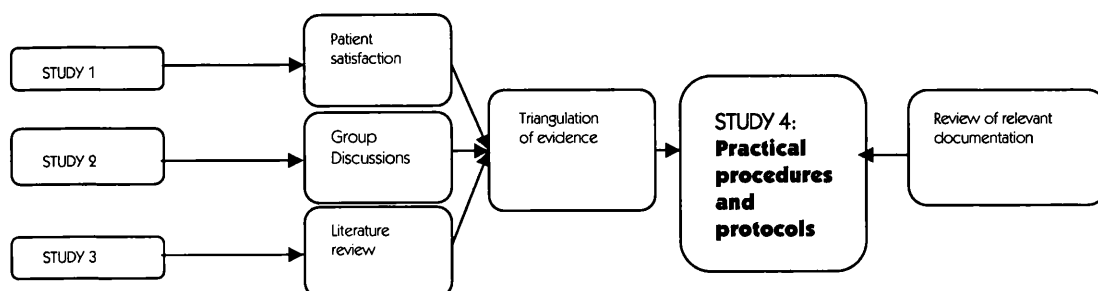 STUDY 1
Patient
satisfaction
STUDY 2
Group
Discussions
STUDY 3
Literature
review
Triangulation
of evidence
STUDY 4:
Practical
procedures
and
protocols
Review of relevant
documentation